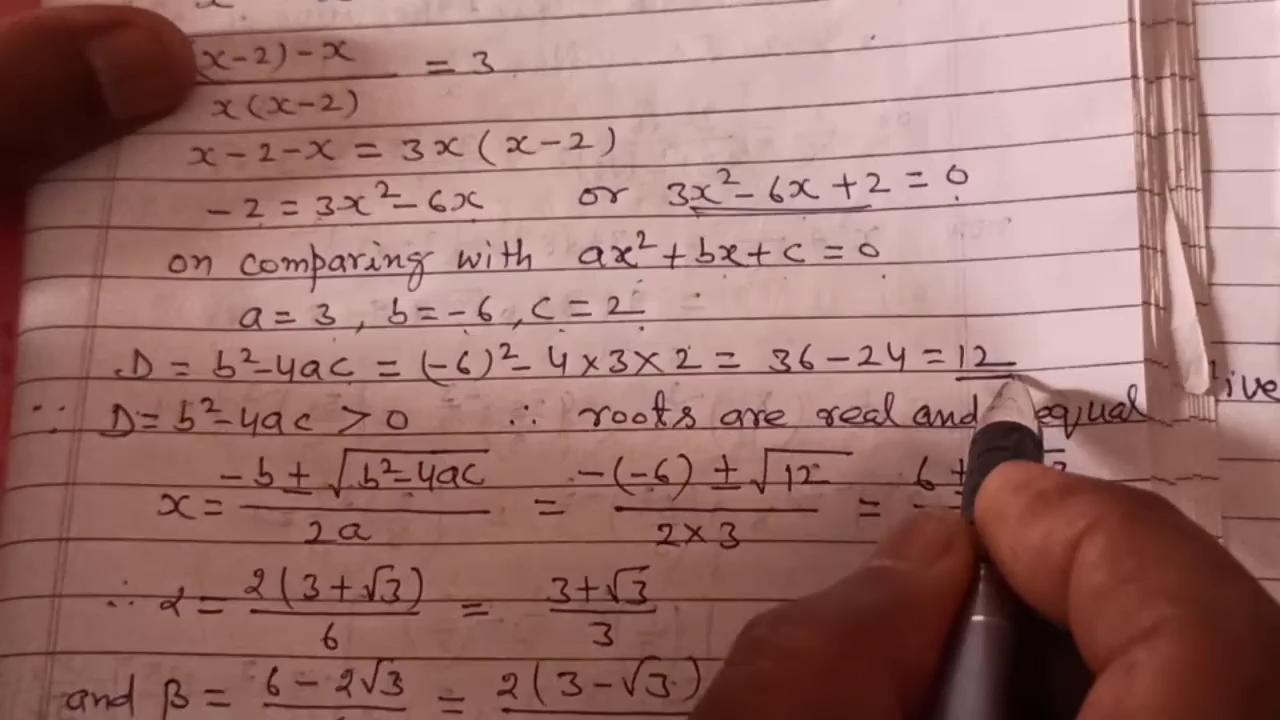 (x-2)-x / x(x-2) = 3
x-2-x = 3x(x-2)
-2 = 3x²-6x or 3x²-6x+2=0
on comparing with ax²+bx+c=0
a=3, b=-6, c=2
D = b²-4ac = (-6)²-4×3×2 = 36-24=12
∵ D=b²-4ac>0 ∴ roots are real and equal
x = -b±√b²-4ac / 2a = -(-6)±√12 / 2×3 = 6±
∴ α = 2(3+√3) / 6 = 3+√3 / 3
and β = 6-2√3 = 2(3-√3)